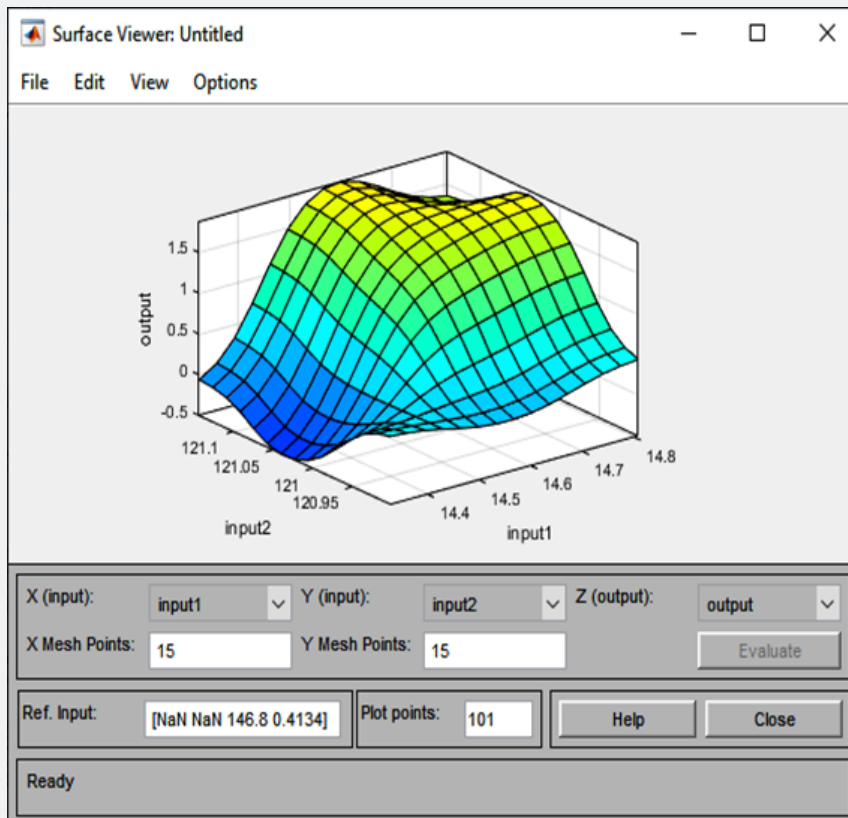 Surface Viewer: Untitled
File Edit View Options
1.5
1
0.5
0
-0.5
output
121.1
121.05
121
120.95
input2
14.4
14.5
14.6
14.7
14.8
input1
X (input): input1 Y (input): input2 Z (output): output
X Mesh Points: 15 Y Mesh Points: 15 Evaluate
Ref. Input: [NaN NaN 146.8 0.4134] Plot points: 101 Help Close
Ready